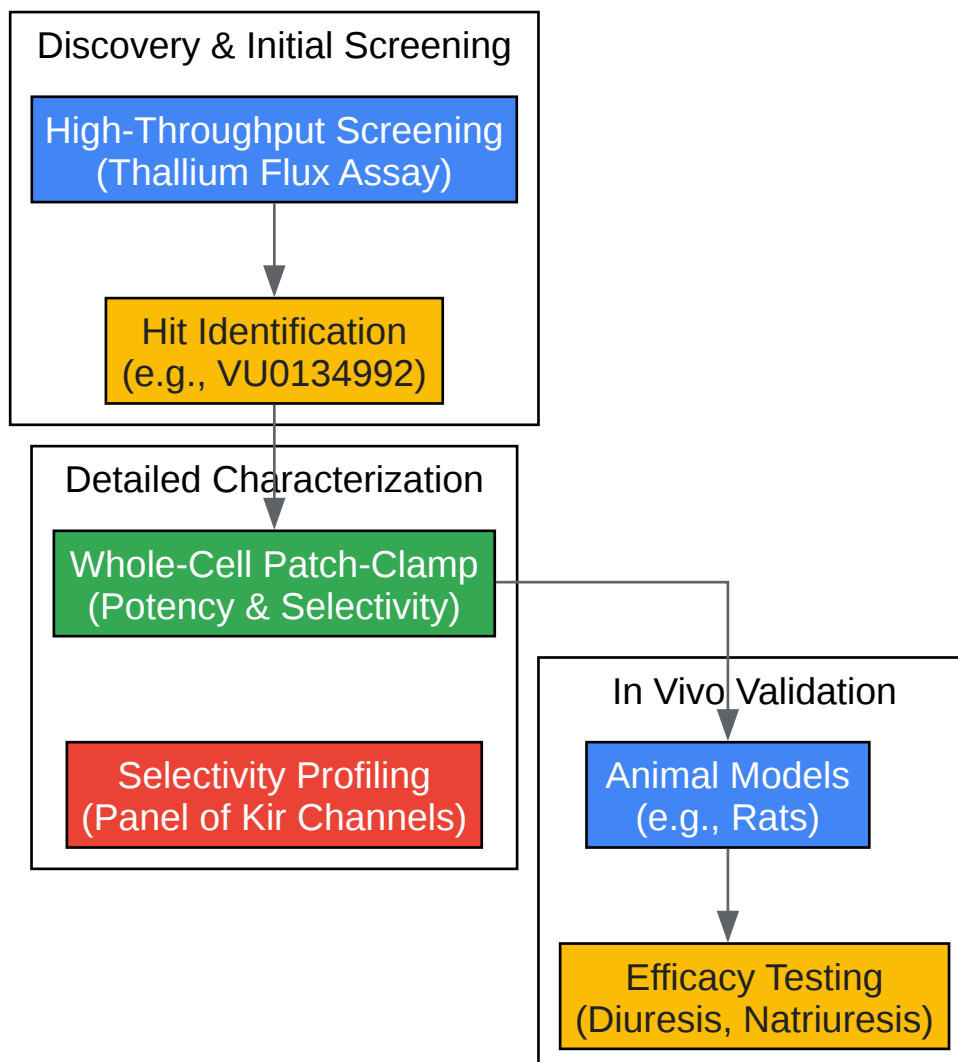 Discovery & Initial Screening
High-Throughput Screening
(Thallium Flux Assay)
Hit Identification
(e.g., VU0134992)
Detailed Characterization
Whole-Cell Patch-Clamp
(Potency & Selectivity)
Selectivity Profiling
(Panel of Kir Channels)
In Vivo Validation
Animal Models
(e.g., Rats)
Efficacy Testing
(Diuresis, Natriuresis)